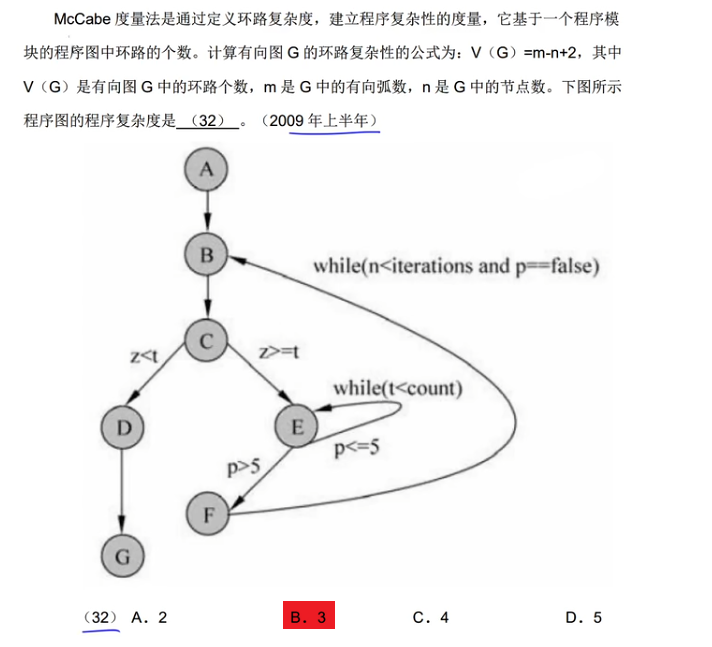 McCabe 度量法是通过定义环路复杂度，建立程序复杂性的度量，它基于一个程序模
块的程序图中环路的个数。计算有向图 G 的环路复杂性的公式为：V（G）=m-n+2，其中
V（G）是有向图 G 中的环路个数，m 是 G 中的有向弧数，n 是 G 中的节点数。下图所示
程序图的程序复杂度是 （32） 。（2009 年上半年）
A
B
while(n<iterations and p==false)
C
z<t
z>=t
while(t<count)
D
E
p<=5
p>5
F
G
（32） A．2 B．3 C．4 D．5